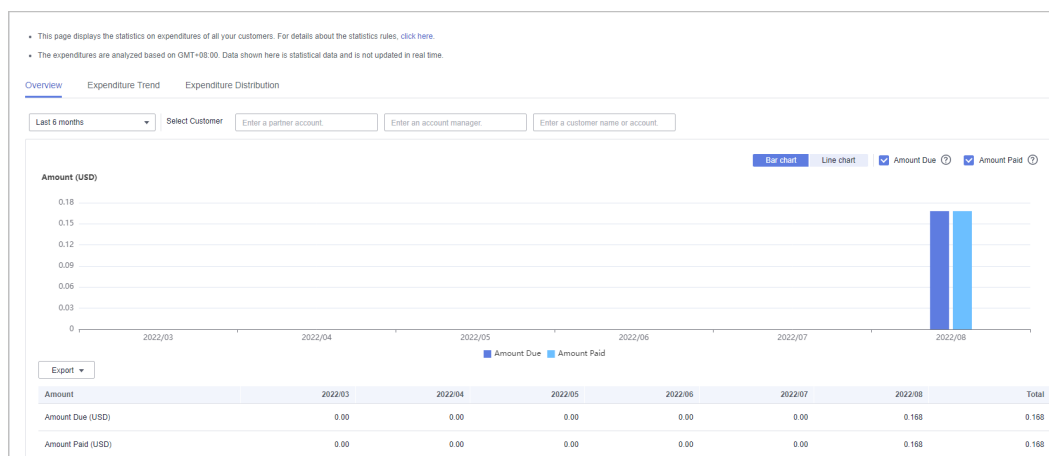 This page displays the statistics on expenditures of all your customers. For details about the statistics rules, click here.
The expenditures are analyzed based on GMT+08:00. Data shown here is statistical data and is not updated in real time.
Overview Expenditure Trend Expenditure Distribution
Last 6 months Select Customer Enter a partner account. Enter an account manager. Enter a customer name or account.
Bar chart Line chart Amount Due ? Amount Paid ?
Amount (USD)
0.18
0.15
0.12
0.09
0.06
0.03
0
2022/03 2022/04 2022/05 2022/06 2022/07 2022/08
Amount Due Amount Paid
Export
Amount 2022/03 2022/04 2022/05 2022/06 2022/07 2022/08 Total
Amount Due (USD) 0.00 0.00 0.00 0.00 0.00 0.168 0.168
Amount Paid (USD) 0.00 0.00 0.00 0.00 0.00 0.168 0.168